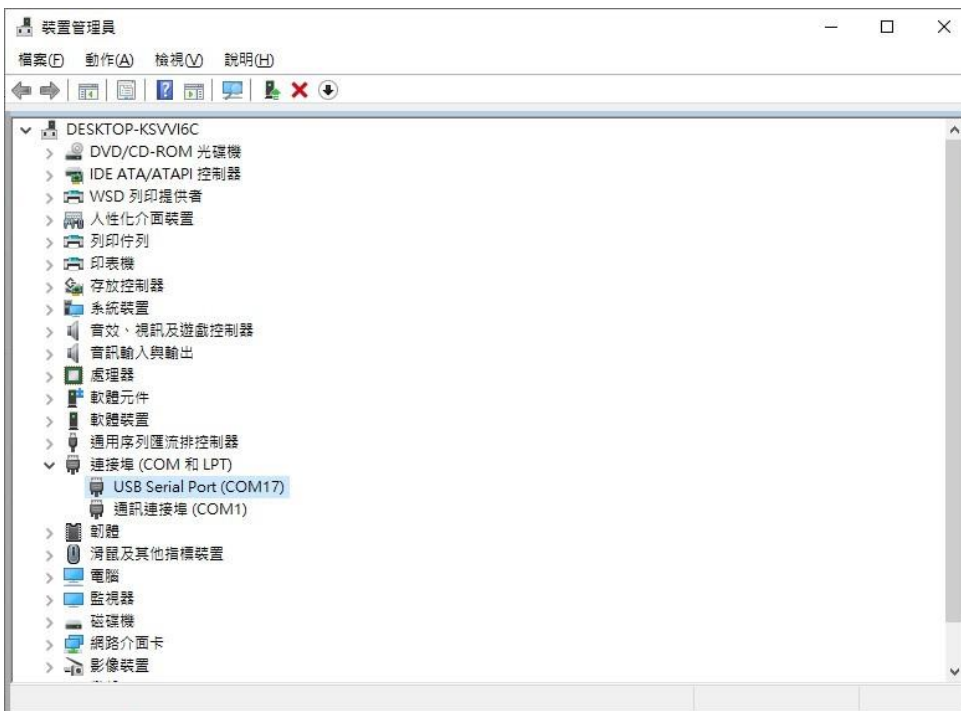 裝置管理員
檔案(F) 動作(A) 檢視(V) 說明(H)
DESKTOP-KSVVI6C
DVD/CD-ROM 光碟機
IDE ATA/ATAPI 控制器
WSD 列印提供者
人性化介面裝置
列印佇列
印表機
存放控制器
系統裝置
音效、視訊及遊戲控制器
音訊輸入與輸出
處理器
軟體元件
軟體裝置
通用序列匯流排控制器
連接埠 (COM 和 LPT)
USB Serial Port (COM17)
通訊連接埠 (COM1)
韌體
滑鼠及其他指標裝置
電腦
監視器
磁碟機
網路介面卡
影像裝置